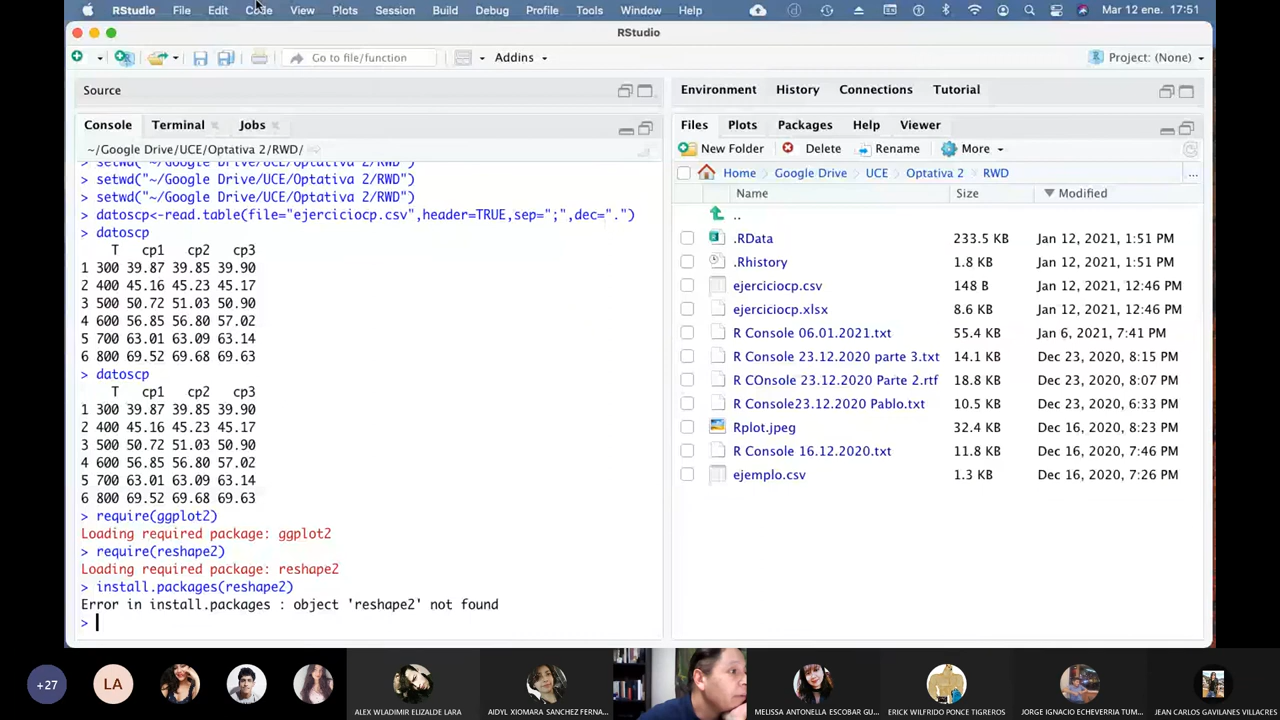 RStudio File Edit Code View Plots Session Build Debug Profile Tools Window Help Mar 12 ene. 17:51
RStudio
Go to file/function Addins Project: (None)
Source
Console Terminal Jobs
~/Google Drive/UCE/Optativa 2/RWD/
> setwd("~/Google Drive/UCE/Optativa 2/RWD")
> setwd("~/Google Drive/UCE/Optativa 2/RWD")
> setwd("~/Google Drive/UCE/Optativa 2/RWD")
> datoscp<-read.table(file="ejerciciocp.csv",header=TRUE,sep=";",dec=".")
> datoscp
T cp1 cp2 cp3
1 300 39.87 39.85 39.90
2 400 45.16 45.23 45.17
3 500 50.72 51.03 50.90
4 600 56.85 56.80 57.02
5 700 63.01 63.09 63.14
6 800 69.52 69.68 69.63
> datoscp
T cp1 cp2 cp3
1 300 39.87 39.85 39.90
2 400 45.16 45.23 45.17
3 500 50.72 51.03 50.90
4 600 56.85 56.80 57.02
5 700 63.01 63.09 63.14
6 800 69.52 69.68 69.63
> require(ggplot2)
Loading required package: ggplot2
> require(reshape2)
Loading required package: reshape2
> install.packages(reshape2)
Error in install.packages : object 'reshape2' not found
>
Environment History Connections Tutorial
Files Plots Packages Help Viewer
New Folder Delete Rename More
Home Google Drive UCE Optativa 2 RWD ...
Name Size Modified
..
.RData 233.5 KB Jan 12, 2021, 1:51 PM
.Rhistory 1.8 KB Jan 12, 2021, 1:51 PM
ejerciciocp.csv 148 B Jan 12, 2021, 12:46 PM
ejerciciocp.xlsx 8.6 KB Jan 12, 2021, 12:46 PM
R Console 06.01.2021.txt 55.4 KB Jan 6, 2021, 7:41 PM
R Console 23.12.2020 parte 3.txt 14.1 KB Dec 23, 2020, 8:15 PM
R COnsole 23.12.2020 Parte 2.rtf 18.8 KB Dec 23, 2020, 8:07 PM
R Console23.12.2020 Pablo.txt 10.5 KB Dec 23, 2020, 6:33 PM
Rplot.jpeg 32.4 KB Dec 16, 2020, 8:23 PM
R Console 16.12.2020.txt 11.8 KB Dec 16, 2020, 7:46 PM
ejemplo.csv 1.3 KB Dec 16, 2020, 7:26 PM
+27 LA
ALEX WLADIMIR ELIZALDE LARA AIDYL XIOMARA SANCHEZ FERNA... MELISSA ANTONELLA ESCOBAR GU... ERICK WILFRIDO PONCE TIGREROS JORGE IGNACIO ECHEVERRIA TUM... JEAN CARLOS GAVILANES VILLACRES